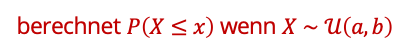 berechnet P(X ≤ x) wenn X ~ 𝒰(a, b)